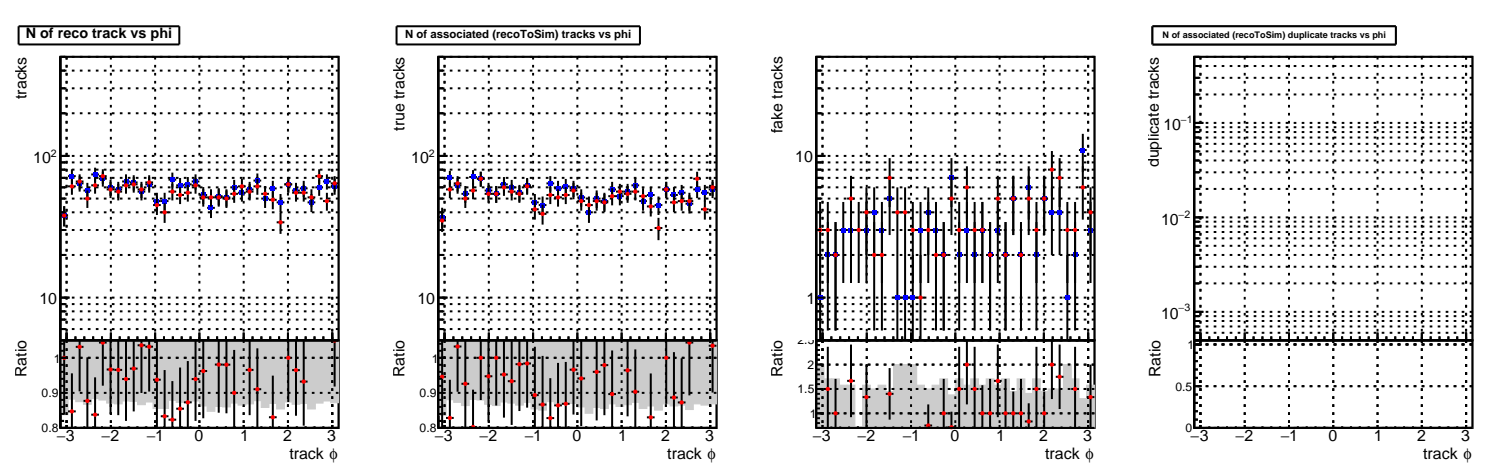 N of reco track vs phi
tracks
10²
10
Ratio
1
0.9
0.8
−3 −2 −1 0 1 2 3
track ϕ
N of associated (recoToSim) tracks vs phi
true tracks
10²
10
Ratio
1
0.9
0.8
−3 −2 −1 0 1 2 3
track ϕ
fake tracks
10
1
Ratio
2
1.5
1
−3 −2 −1 0 1 2 3
track ϕ
N of associated (recoToSim) duplicate tracks vs phi
duplicate tracks
10⁻¹
10⁻²
10⁻³
Ratio
1
0.5
0
−3 −2 −1 0 1 2 3
track ϕ